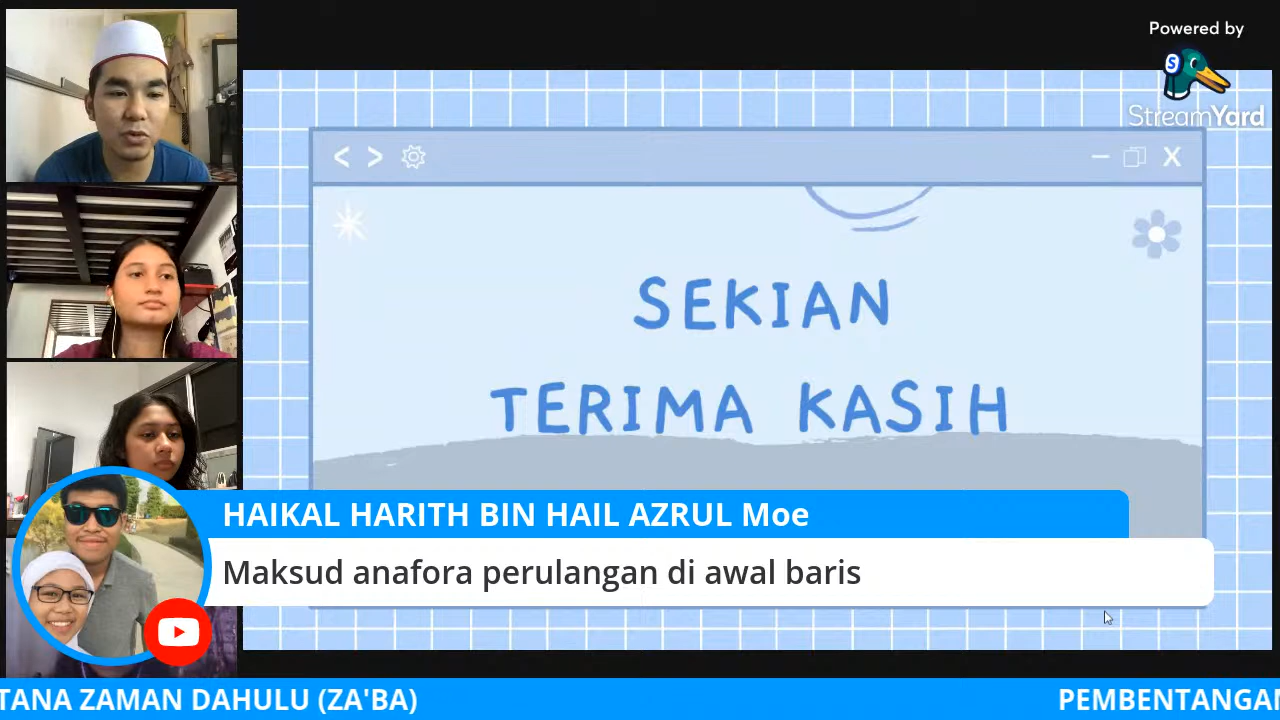 Powered by
StreamYard
SEKIAN
TERIMA KASIH
HAIKAL HARITH BIN HAIL AZRUL Moe
Maksud anafora perulangan di awal baris
TANA ZAMAN DAHULU (ZA'BA) PEMBENTANGAN